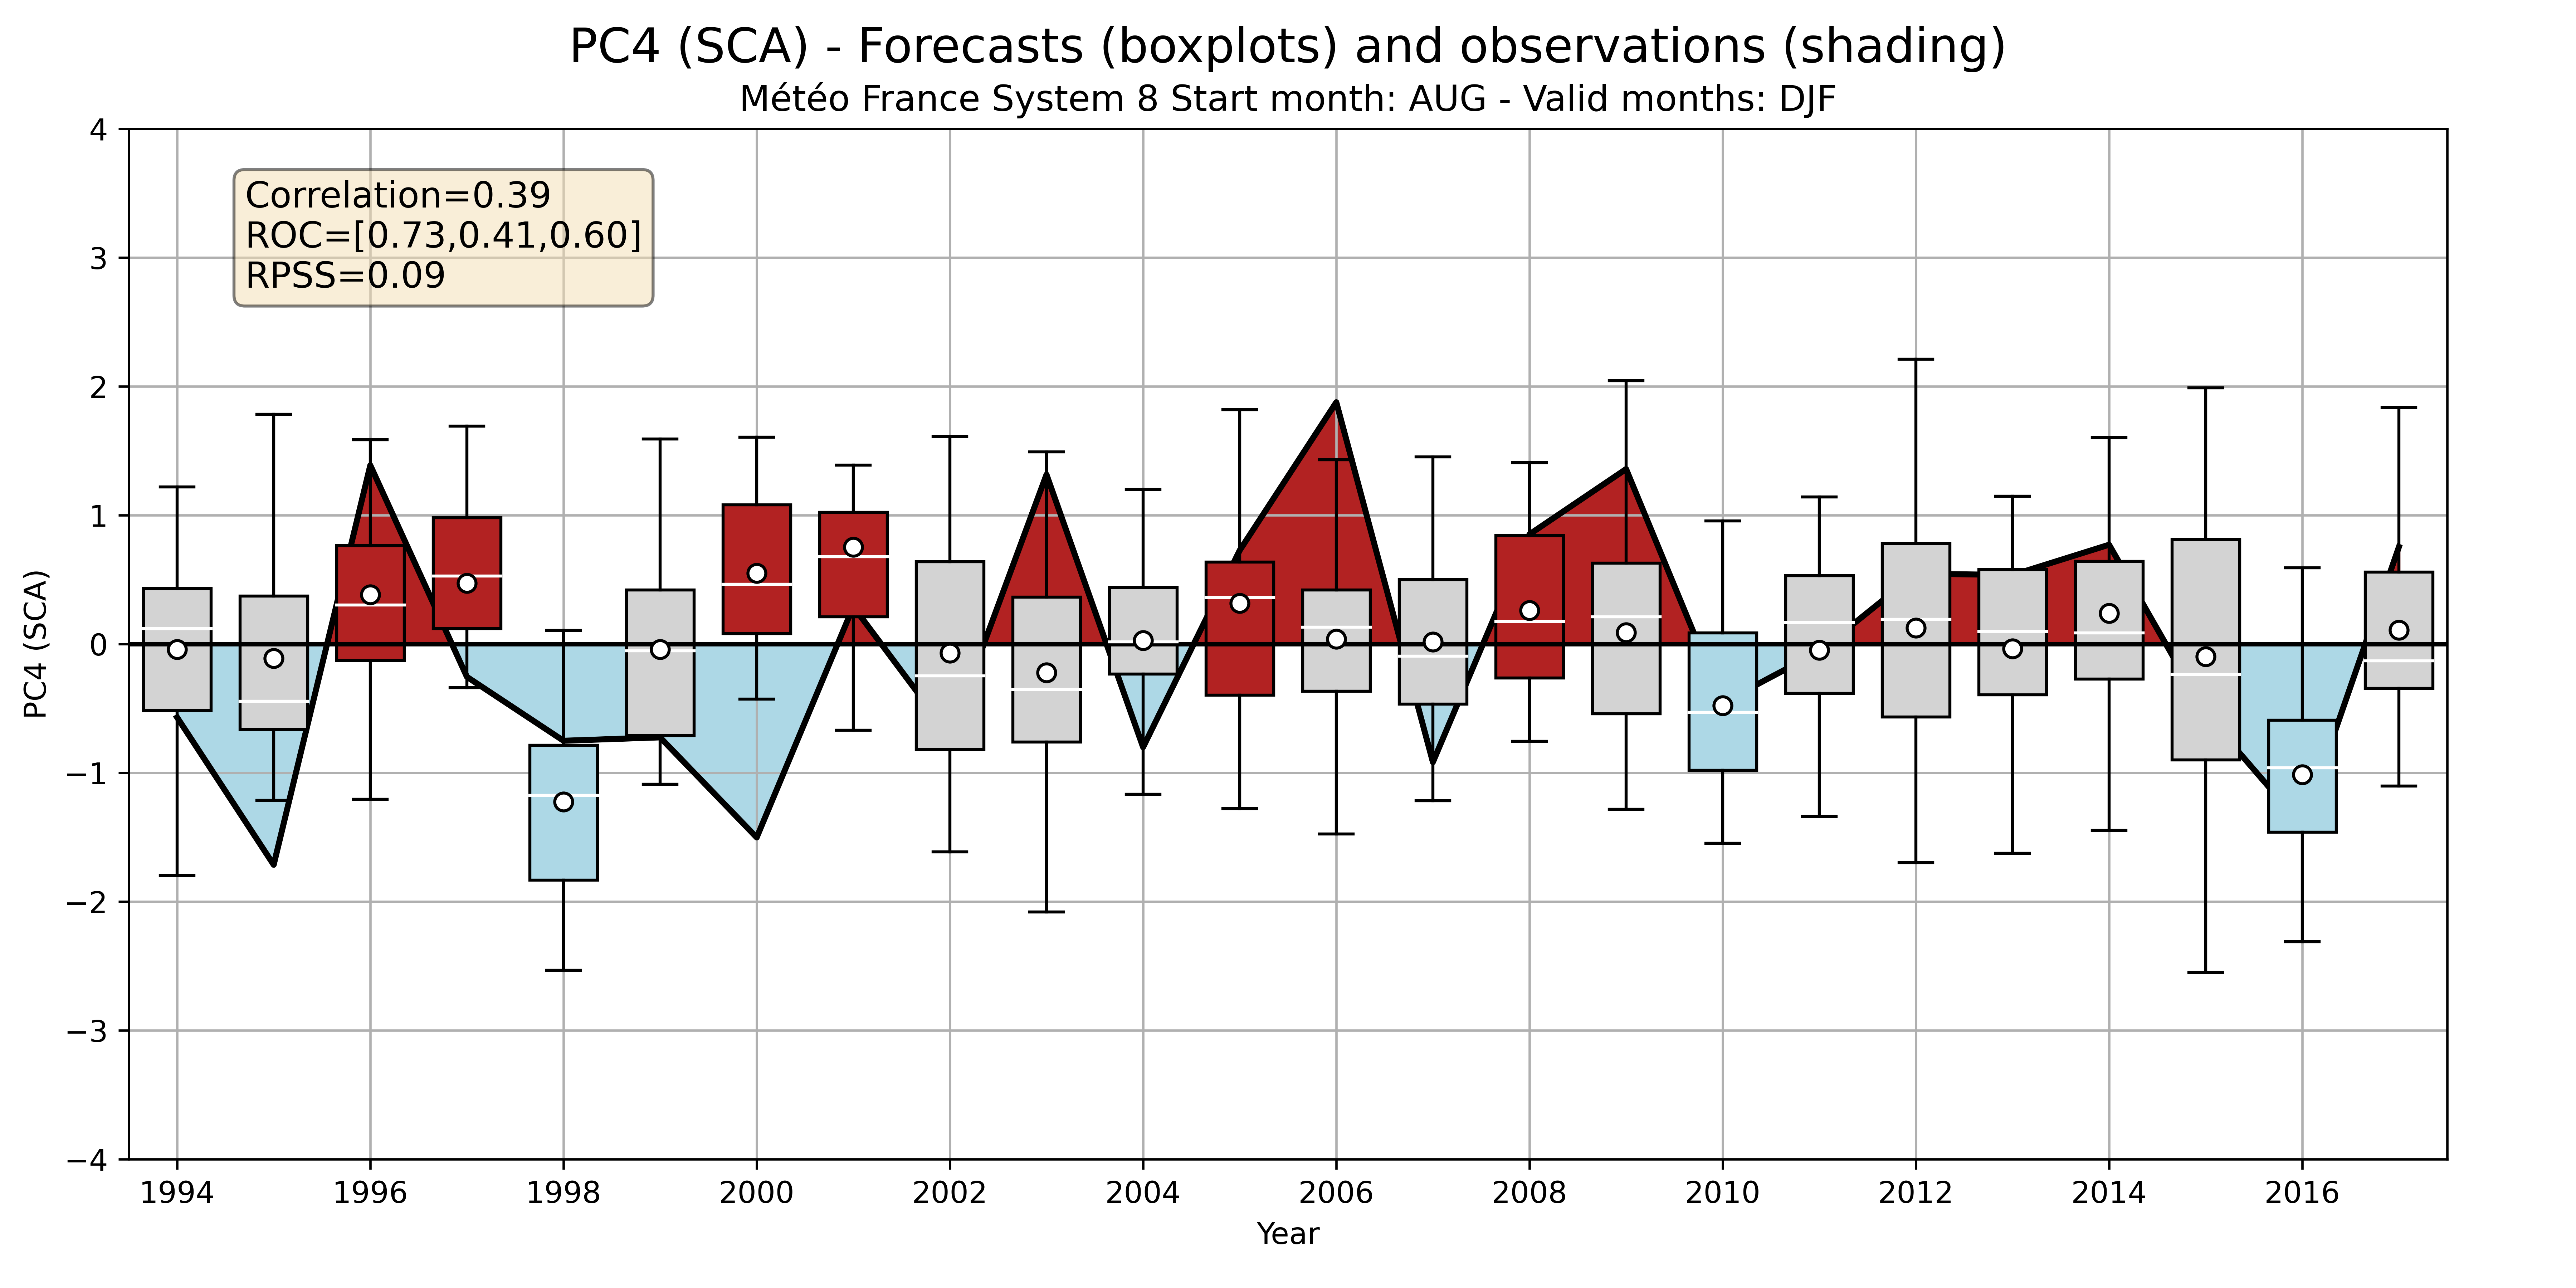 PC4 (SCA) - Forecasts (boxplots) and observations (shading)
Météo France System 8 Start month: AUG - Valid months: DJF
Correlation=0.39
ROC=[0.73,0.41,0.60]
RPSS=0.09
PC4 (SCA)
4
3
2
1
0
−1
−2
−3
−4
1994 1996 1998 2000 2002 2004 2006 2008 2010 2012 2014 2016
Year